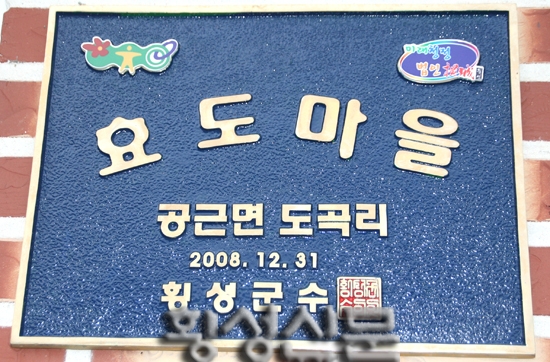 효도마을
공근면 도곡리
2008. 12. 31
횡성군수
횡성신문